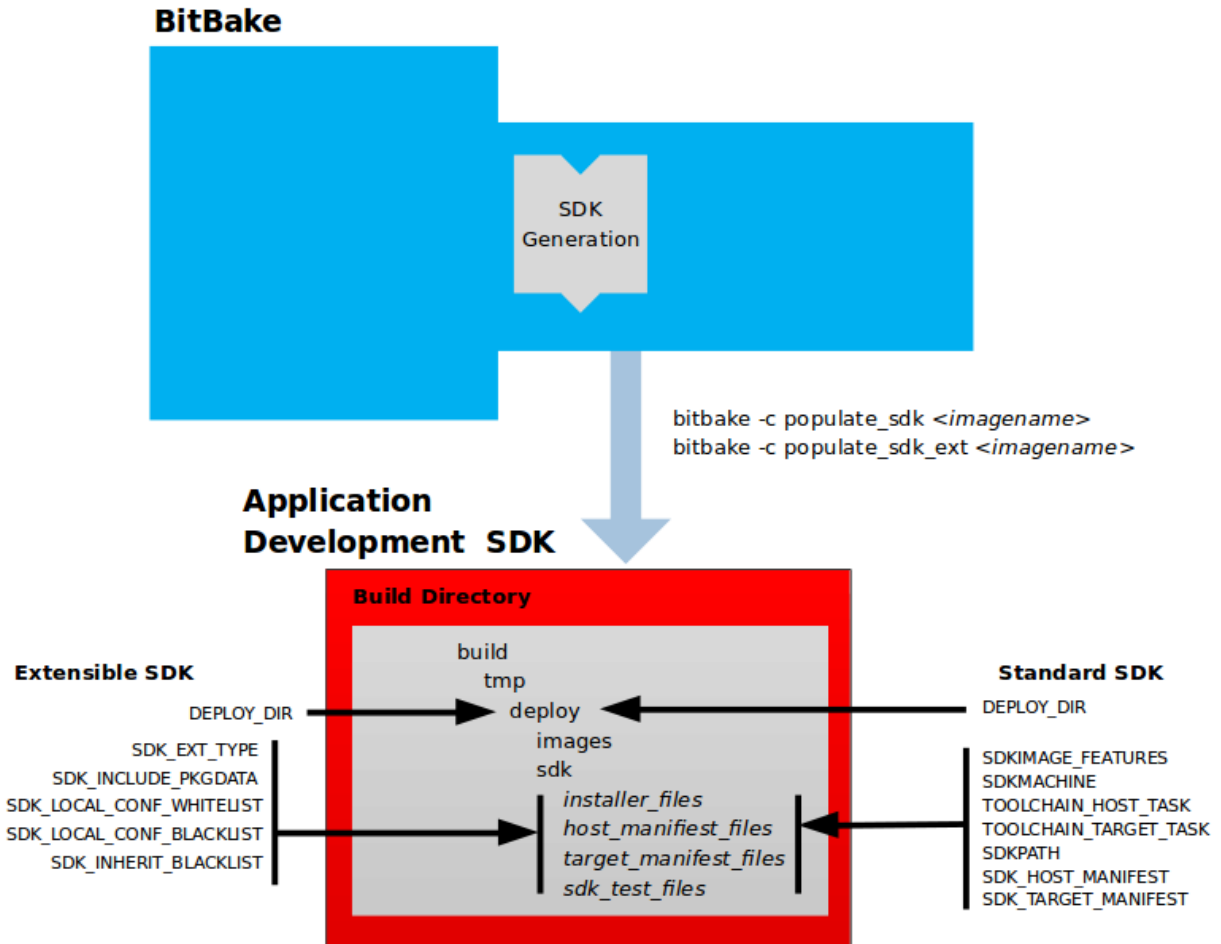 BitBake
SDK
Generation
bitbake -c populate_sdk <imagename>
bitbake -c populate_sdk_ext <imagename>
Application
Development SDK
Build Directory
build
tmp
deploy
images
sdk
installer_files
host_manifiest_files
target_manifest_files
sdk_test_files
Extensible SDK
DEPLOY_DIR
SDK_EXT_TYPE
SDK_INCLUDE_PKGDATA
SDK_LOCAL_CONF_WHITELIST
SDK_LOCAL_CONF_BLACKLIST
SDK_INHERIT_BLACKLIST
Standard SDK
DEPLOY_DIR
SDKIMAGE_FEATURES
SDKMACHINE
TOOLCHAIN_HOST_TASK
TOOLCHAIN_TARGET_TASK
SDKPATH
SDK_HOST_MANIFEST
SDK_TARGET_MANIFEST